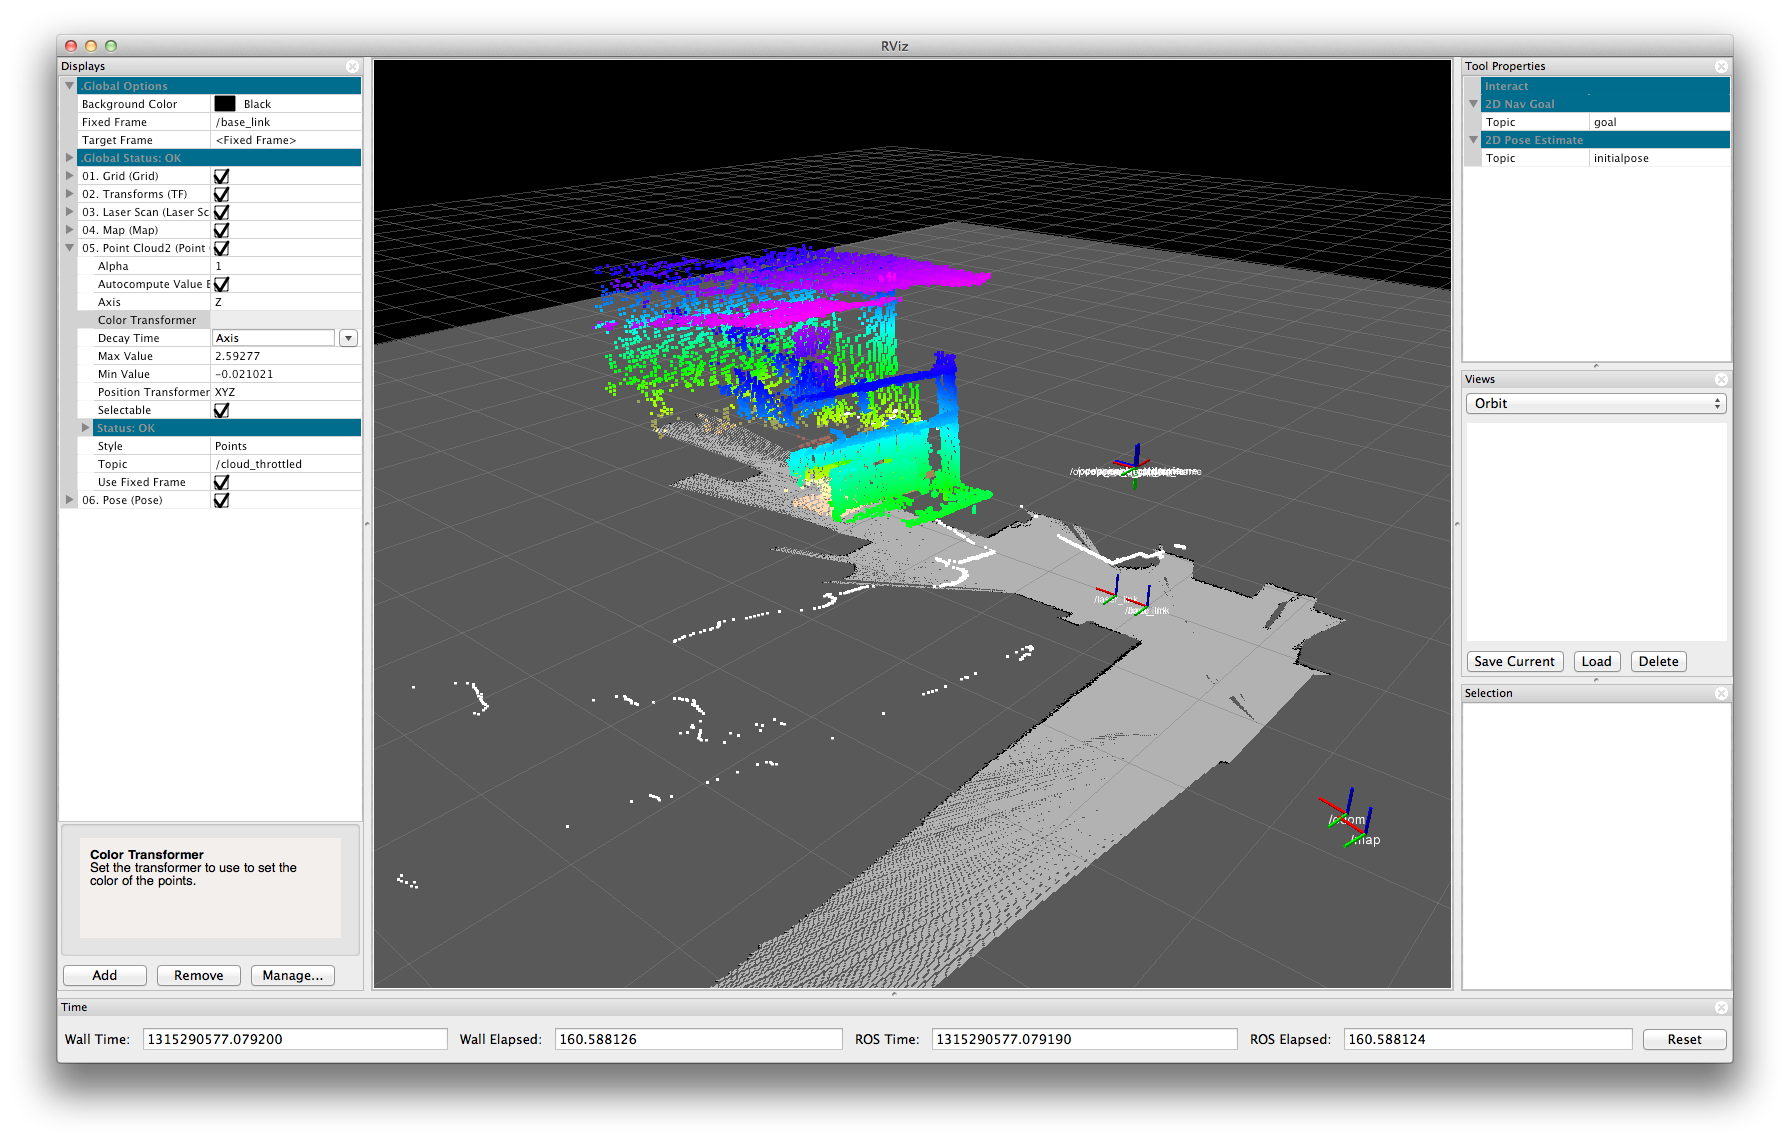 RViz
Displays
.Global Options
Background Color Black
Fixed Frame /base_link
Target Frame <Fixed Frame>
.Global Status: OK
01. Grid (Grid)
02. Transforms (TF)
03. Laser Scan (Laser Sc
04. Map (Map)
05. Point Cloud2 (Point
Alpha 1
Autocompute Value B
Axis Z
Color Transformer
Decay Time Axis
Max Value 2.59277
Min Value -0.021021
Position Transformer XYZ
Selectable
Status: OK
Style Points
Topic /cloud_throttled
Use Fixed Frame
06. Pose (Pose)
Color Transformer
Set the transformer to use to set the
color of the points.
Add Remove Manage...
/base_link
/odom
/map
Tool Properties
Interact
2D Nav Goal
Topic goal
2D Pose Estimate
Topic initialpose
Views
Orbit
Save Current Load Delete
Selection
Time
Wall Time: 1315290577.079200 Wall Elapsed: 160.588126 ROS Time: 1315290577.079190 ROS Elapsed: 160.588124 Reset